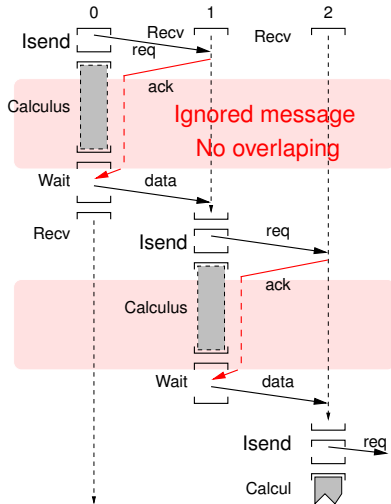 0 1 2
Recv Recv
Isend
req
ack
Calculus
Ignored message
No overlaping
Wait
data
Recv
Isend
req
ack
Calculus
Wait
data
Isend
req
Calcul